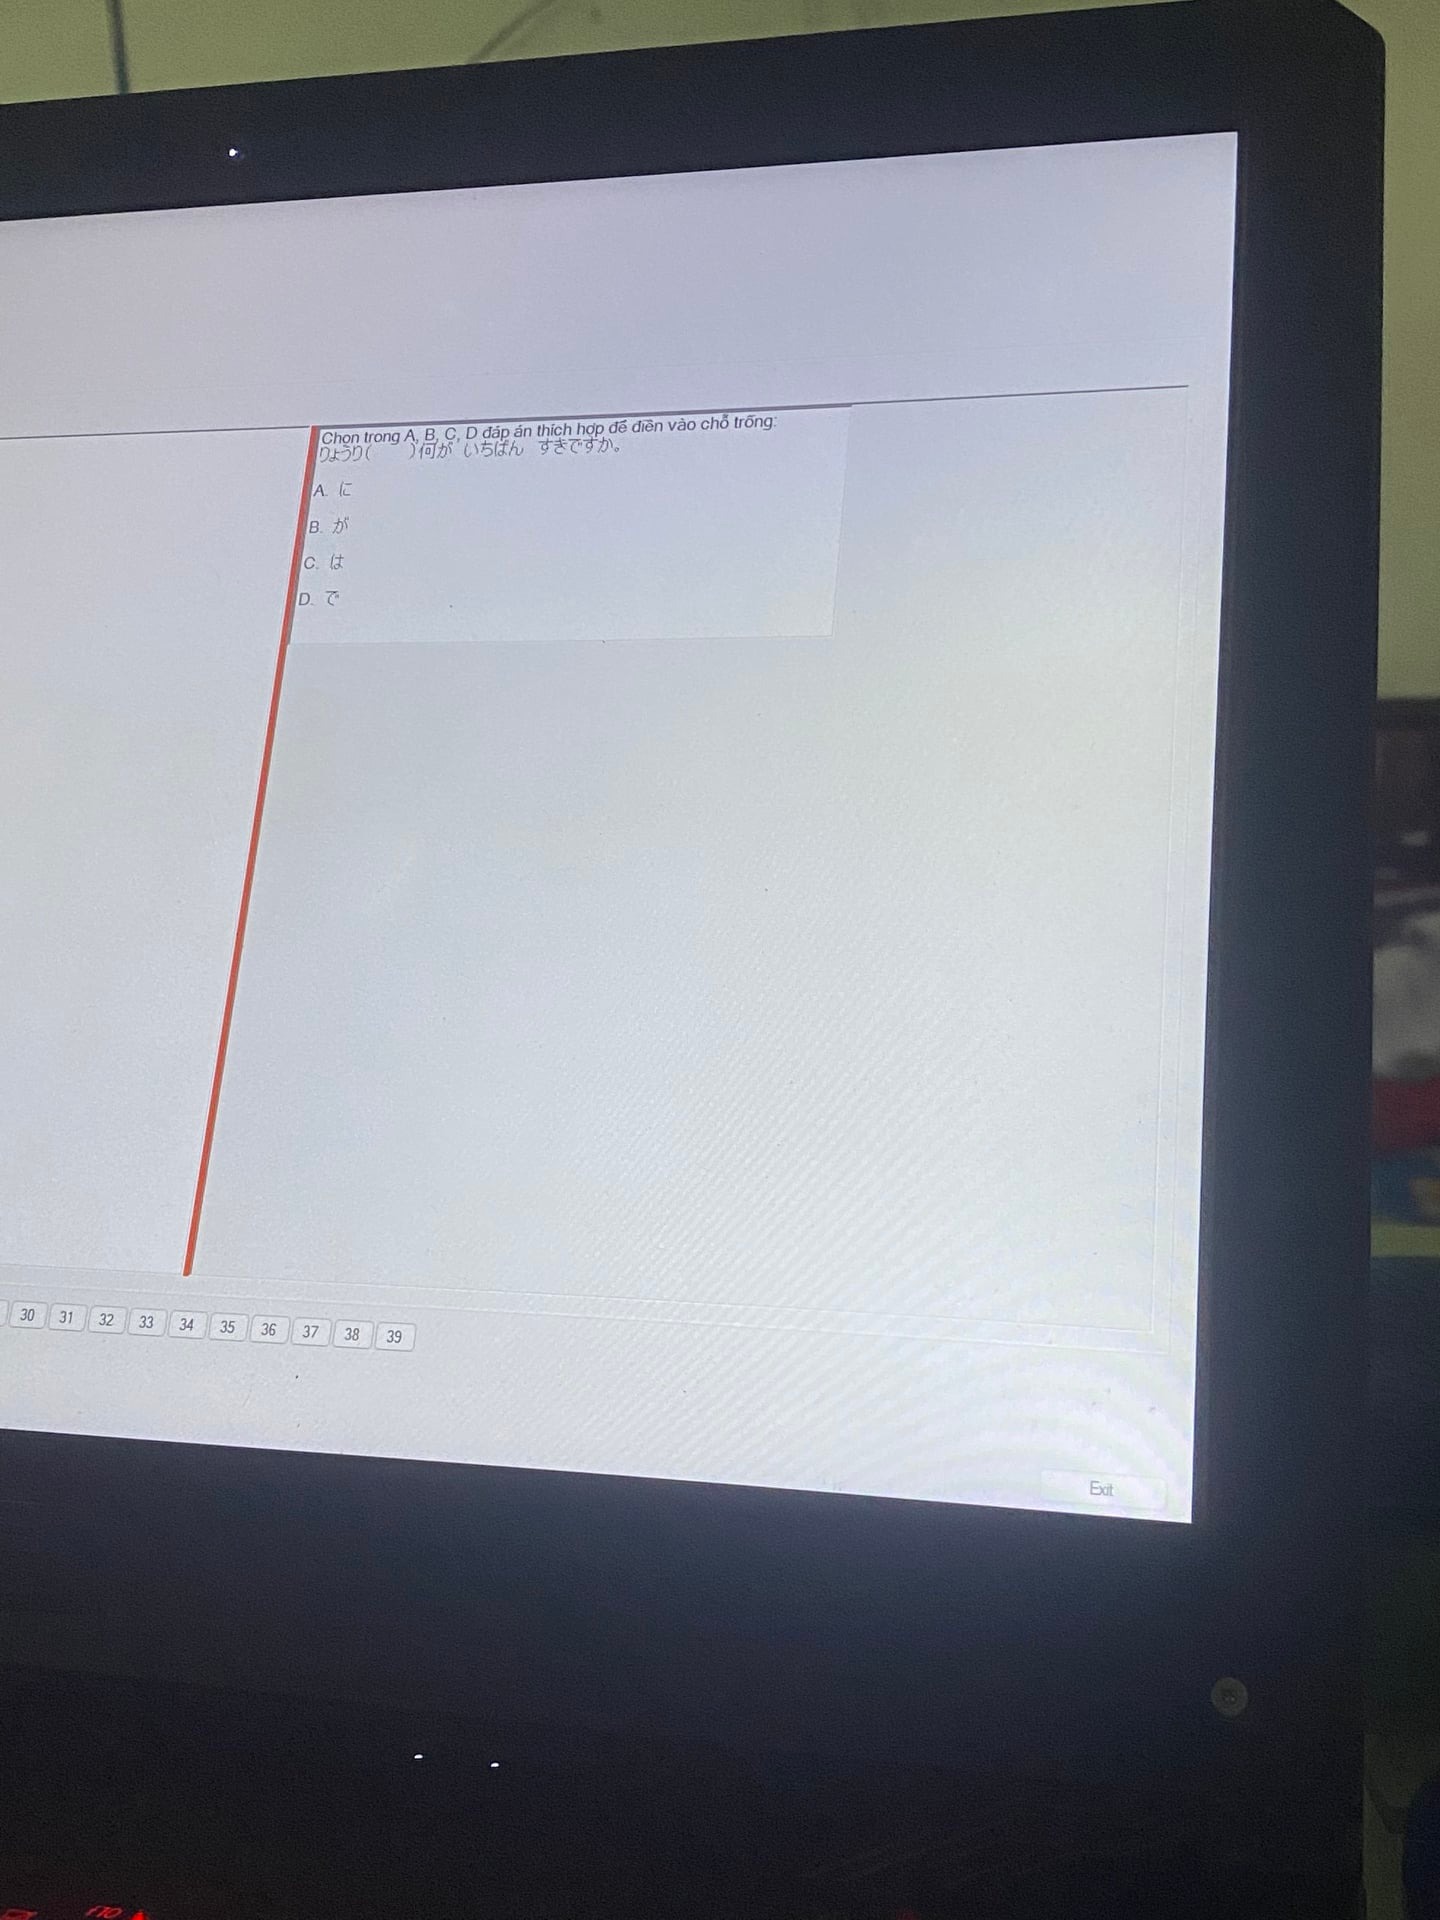 Chọn trong A, B, C, D đáp án thích hợp để điền vào chỗ trống:
りょうり(　　)何が いちばん すきですか。
A. に
B. が
C. は
D. で
30 31 32 33 34 35 36 37 38 39
Exit